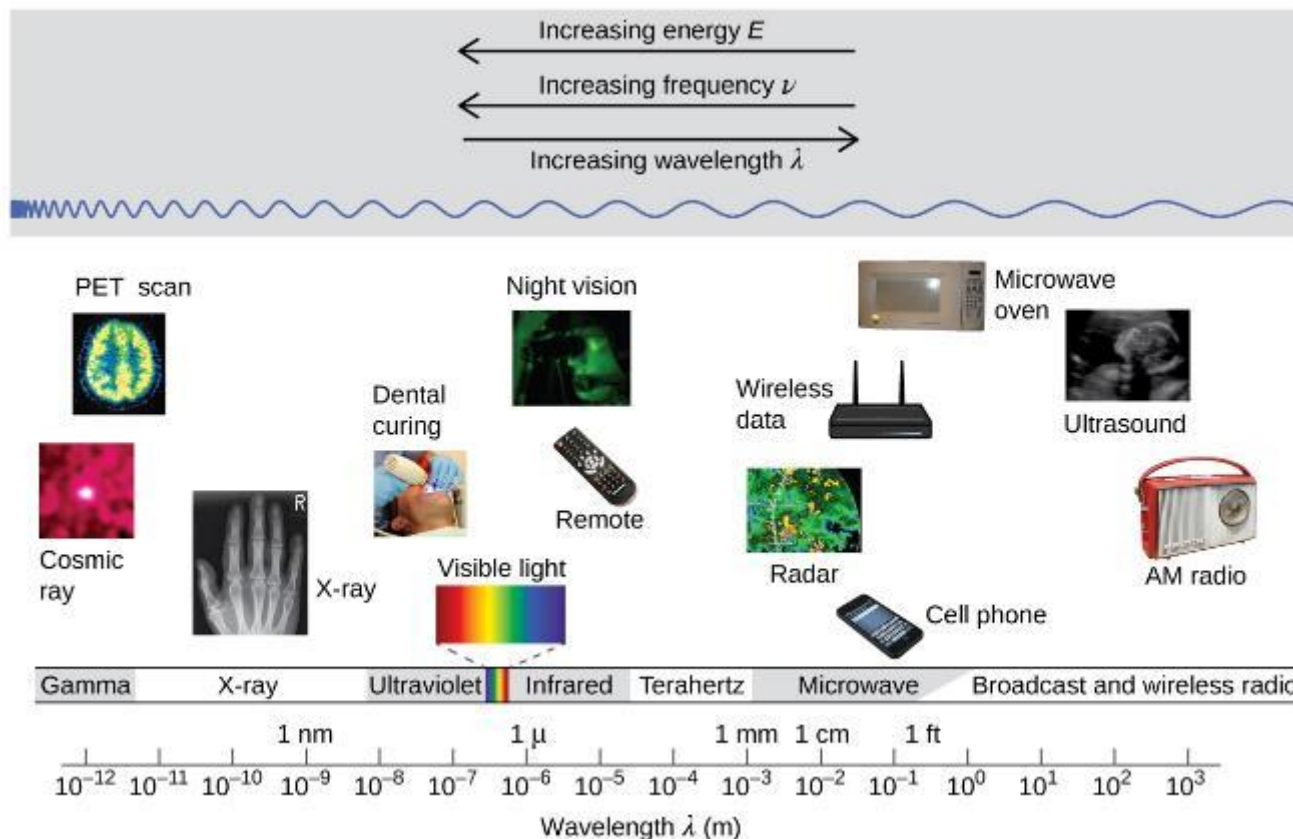 Increasing energy E
Increasing frequency ν
Increasing wavelength λ
PET scan
Night vision
Microwave
oven
Dental
curing
Wireless
data
Ultrasound
Cosmic
ray
R
X-ray
Remote
Visible light
Radar
AM radio
Cell phone
Gamma X-ray Ultraviolet Infrared Terahertz Microwave Broadcast and wireless radio
1 nm 1 µ 1 mm 1 cm 1 ft
10⁻¹² 10⁻¹¹ 10⁻¹⁰ 10⁻⁹ 10⁻⁸ 10⁻⁷ 10⁻⁶ 10⁻⁵ 10⁻⁴ 10⁻³ 10⁻² 10⁻¹ 10⁰ 10¹ 10² 10³
Wavelength λ (m)